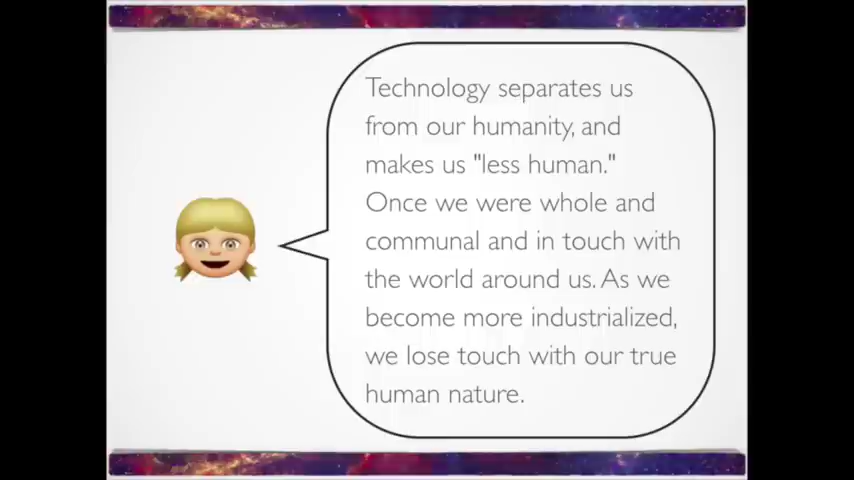 Technology separates us
from our humanity, and
makes us "less human."
Once we were whole and
communal and in touch with
the world around us. As we
become more industrialized,
we lose touch with our true
human nature.